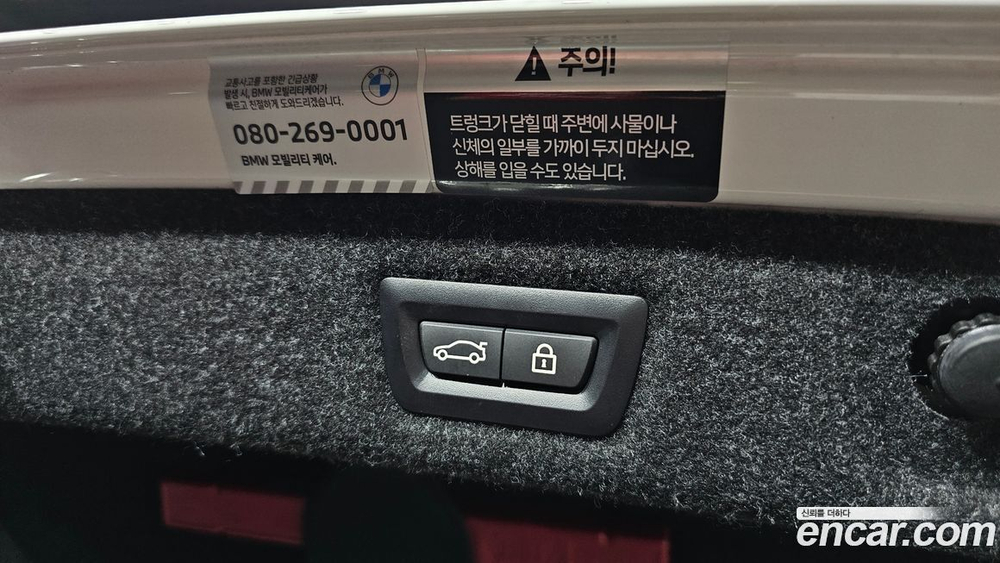 교통사고를 포함한 긴급상황
발생 시, BMW 모빌리티케어가
빠르고 친절하게 도와드리겠습니다.
BMW
080-269-0001
BMW 모빌리티 케어.
주의!
트렁크가 닫힐 때 주변에 사물이나
신체의 일부를 가까이 두지 마십시오.
상해를 입을 수도 있습니다.
신뢰를 더하다
encar.com